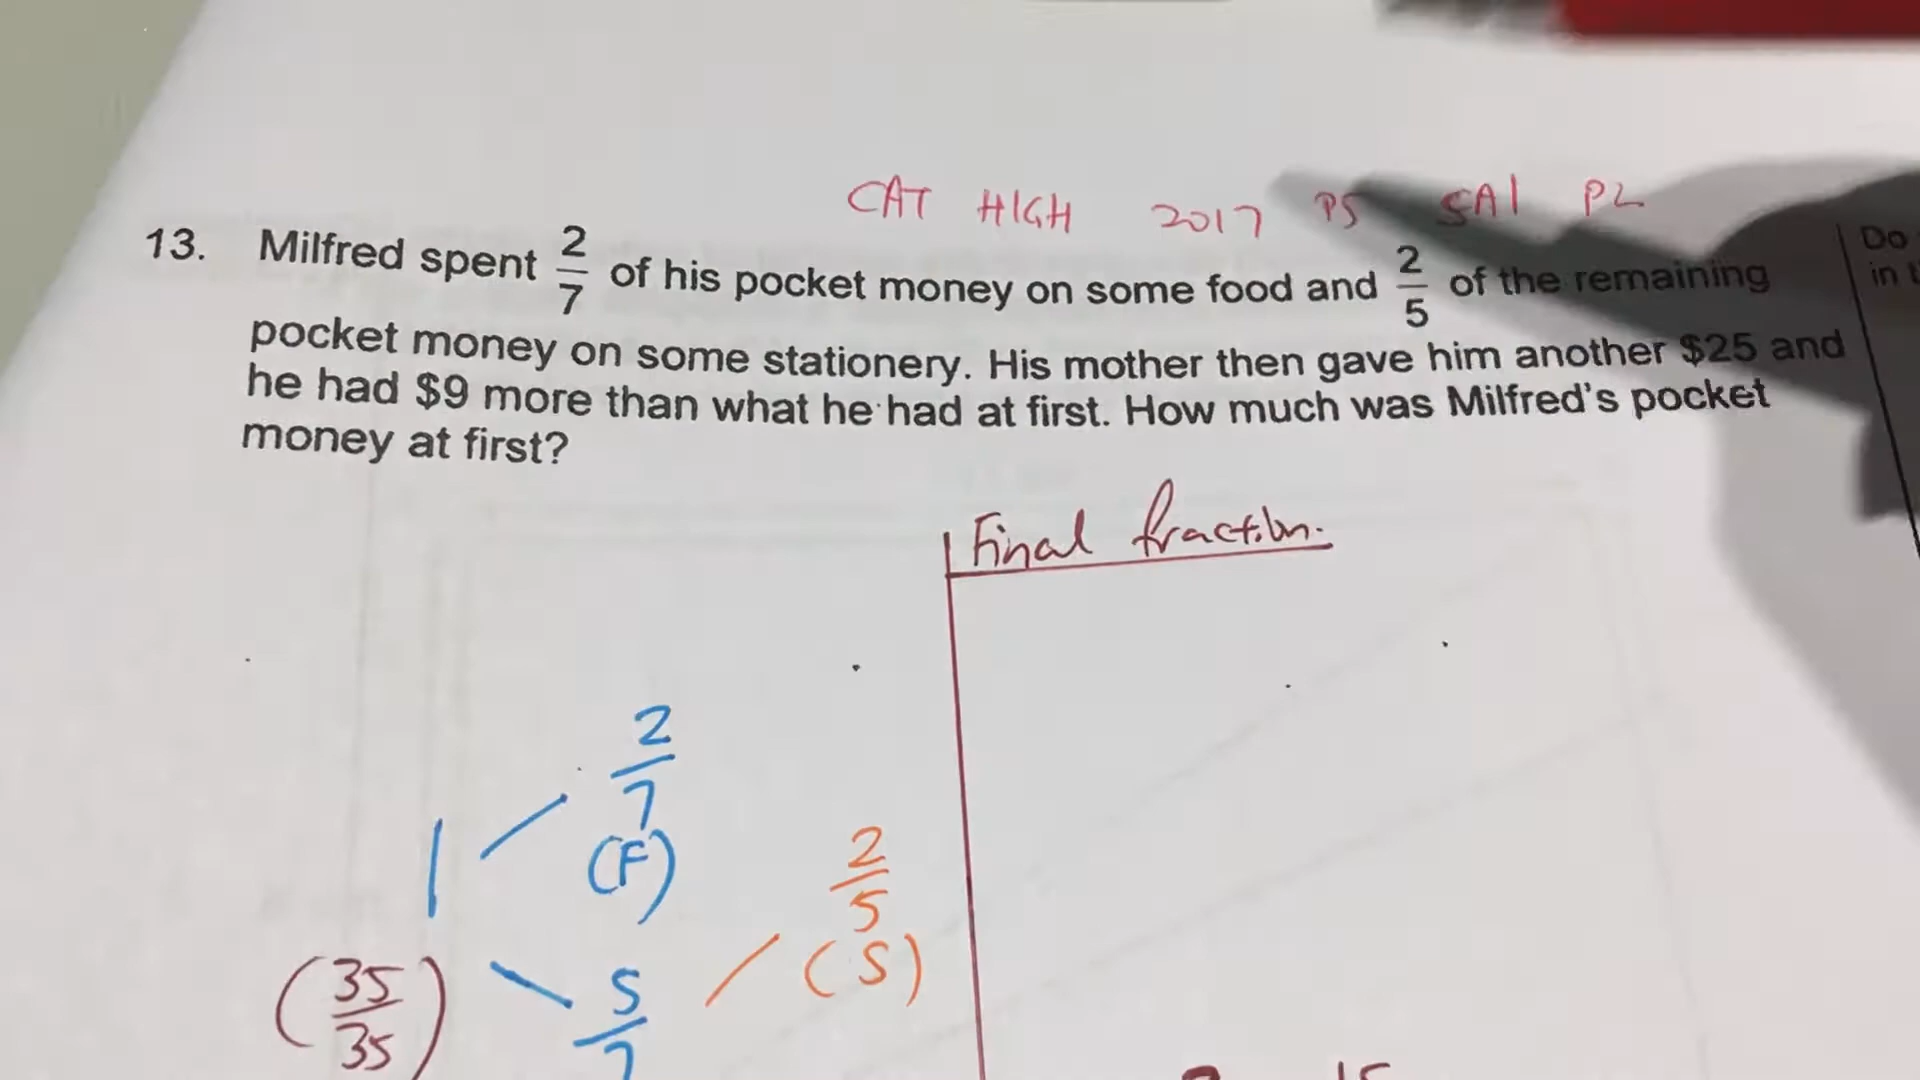 CAT HIGH 2017 P5 SA1 P2
13. Milfred spent 2/7 of his pocket money on some food and 2/5 of the remaining
pocket money on some stationery. His mother then gave him another $25 and
he had $9 more than what he had at first. How much was Milfred's pocket
money at first?
Do
in
Final fraction.
2/7
(F)
1
2/5
(S)
(35/35)
5/7
15